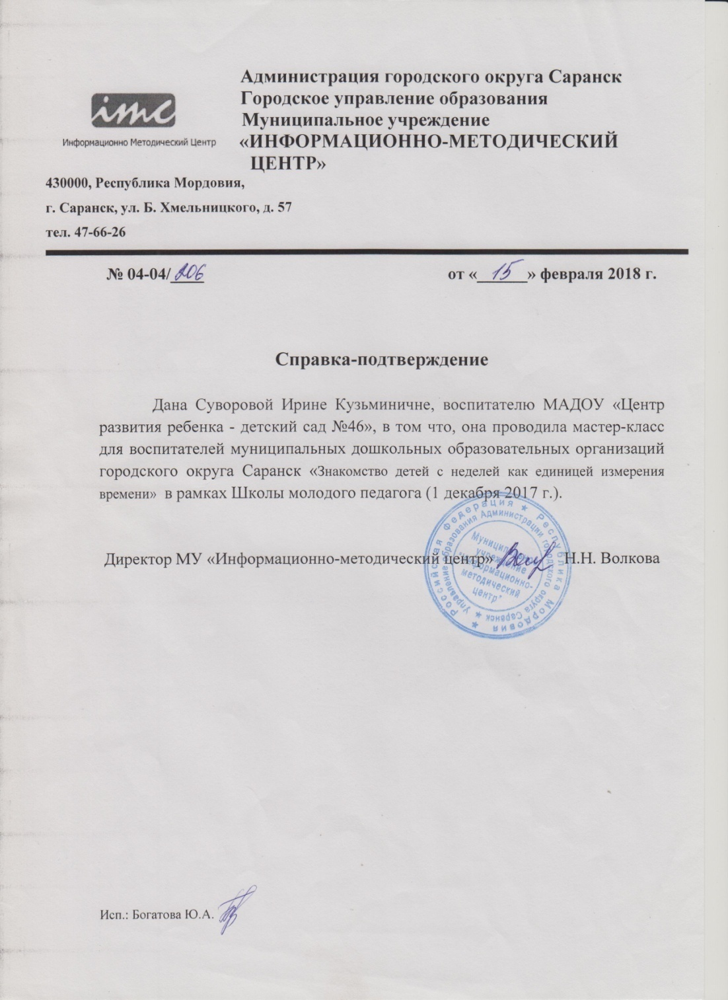 Администрация городского округа Саранск
Городское управление образования
Муниципальное учреждение
«ИНФОРМАЦИОННО-МЕТОДИЧЕСКИЙ
ЦЕНТР»
imc
Информационно Методический Центр
430000, Республика Мордовия,
г. Саранск, ул. Б. Хмельницкого, д. 57
тел. 47-66-26
№ 04-04/206 от «15» февраля 2018 г.
Справка-подтверждение
Дана Суворовой Ирине Кузьминичне, воспитателю МАДОУ «Центр
развития ребенка - детский сад №46», в том что, она проводила мастер-класс
для воспитателей муниципальных дошкольных образовательных организаций
городского округа Саранск «Знакомство детей с неделей как единицей измерения
времени» в рамках Школы молодого педагога (1 декабря 2017 г.).
Директор МУ «Информационно-методический центр» Н.Н. Волкова
★ Российская Федерация ★ Республика Мордовия
★ Управление образования Администрации городского округа Саранск
учреждение
"Информационно-
методический
центр"
Исп.: Богатова Ю.А.